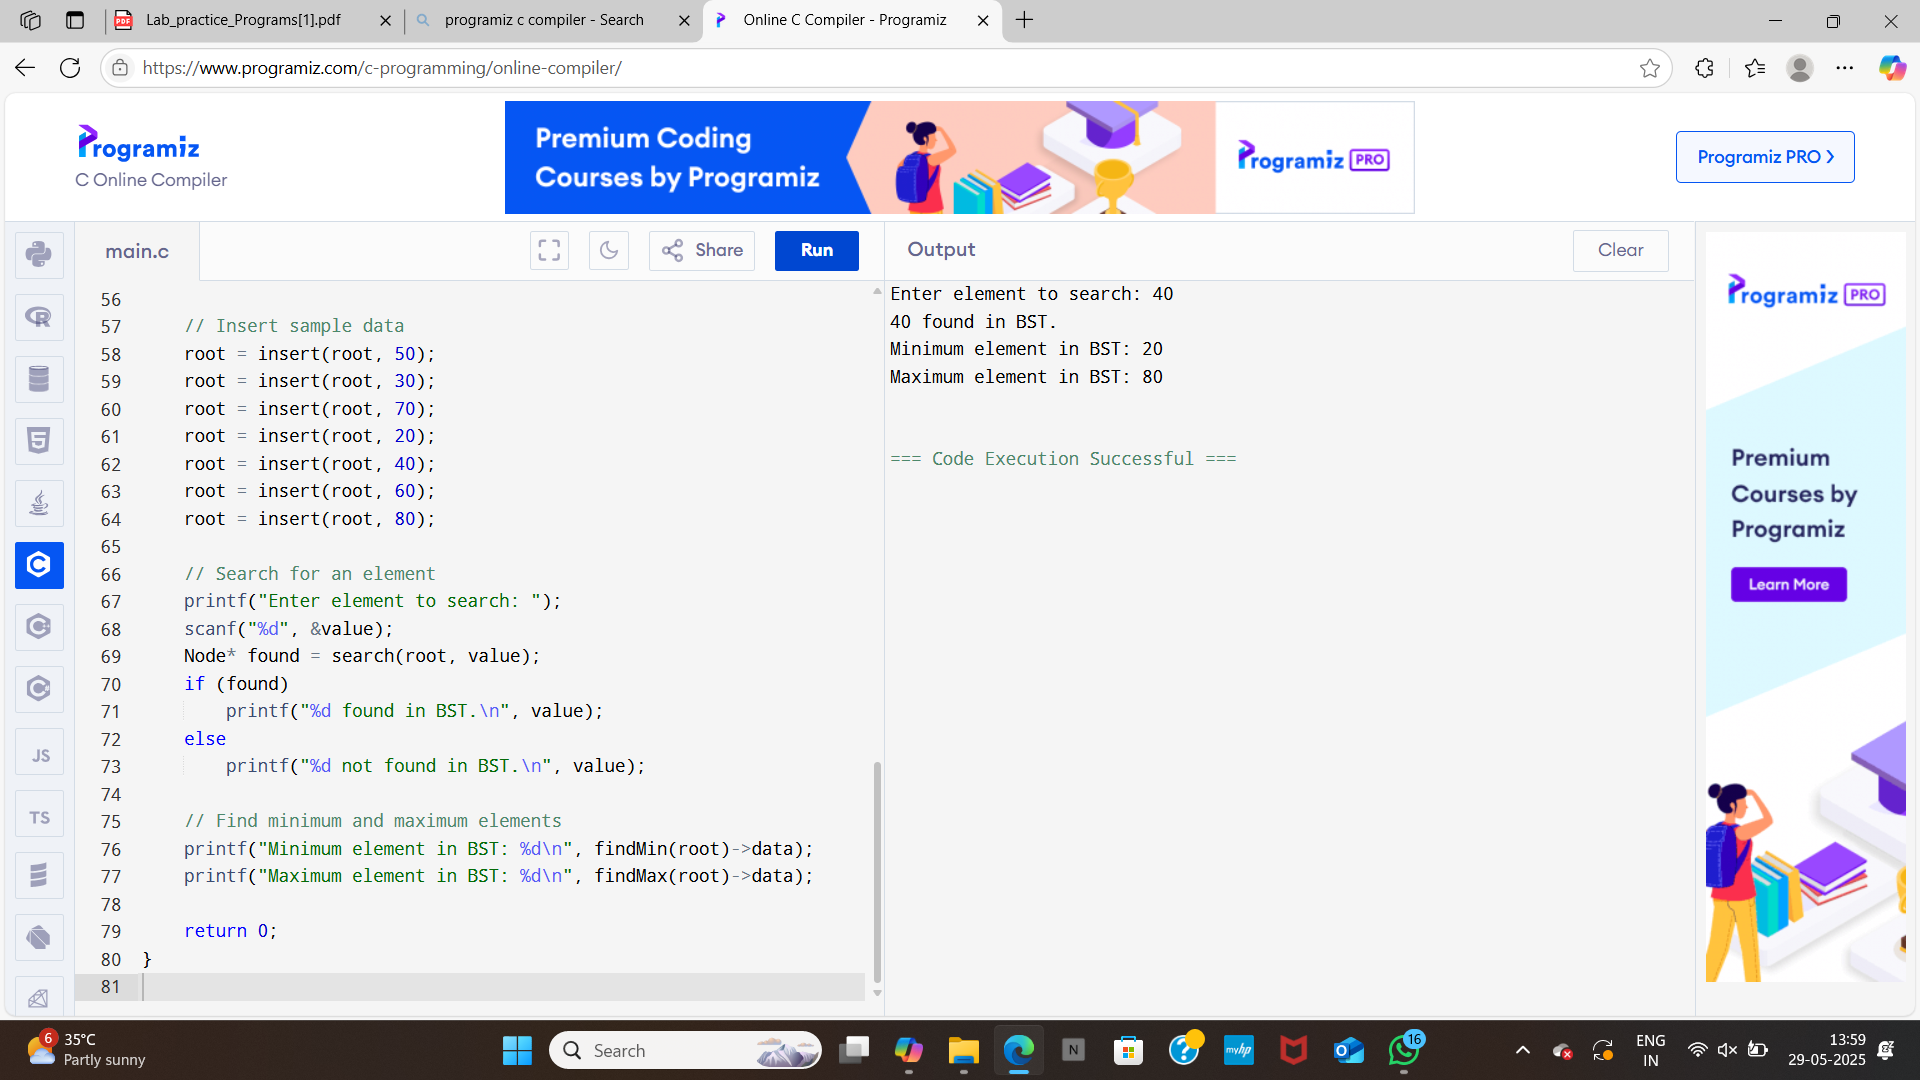 Lab_practice_Programs[1].pdf
programiz c compiler - Search
Online C Compiler - Programiz
https://www.programiz.com/c-programming/online-compiler/
Programiz
C Online Compiler
Premium Coding
Courses by Programiz
Programiz PRO
Programiz PRO
main.c
Share
Run
Output
Clear
56
57 // Insert sample data
58 root = insert(root, 50);
59 root = insert(root, 30);
60 root = insert(root, 70);
61 root = insert(root, 20);
62 root = insert(root, 40);
63 root = insert(root, 60);
64 root = insert(root, 80);
65
66 // Search for an element
67 printf("Enter element to search: ");
68 scanf("%d", &value);
69 Node* found = search(root, value);
70 if (found)
71 printf("%d found in BST.\n", value);
72 else
73 printf("%d not found in BST.\n", value);
74
75 // Find minimum and maximum elements
76 printf("Minimum element in BST: %d\n", findMin(root)->data);
77 printf("Maximum element in BST: %d\n", findMax(root)->data);
78
79 return 0;
80 }
81
Enter element to search: 40
40 found in BST.
Minimum element in BST: 20
Maximum element in BST: 80
=== Code Execution Successful ===
Programiz PRO
Premium
Courses by
Programiz
Learn More
R
5
C
C
C
JS
TS
6
35°C
Partly sunny
Search
N
?
myhp
16
ENG
IN
13:59
29-05-2025